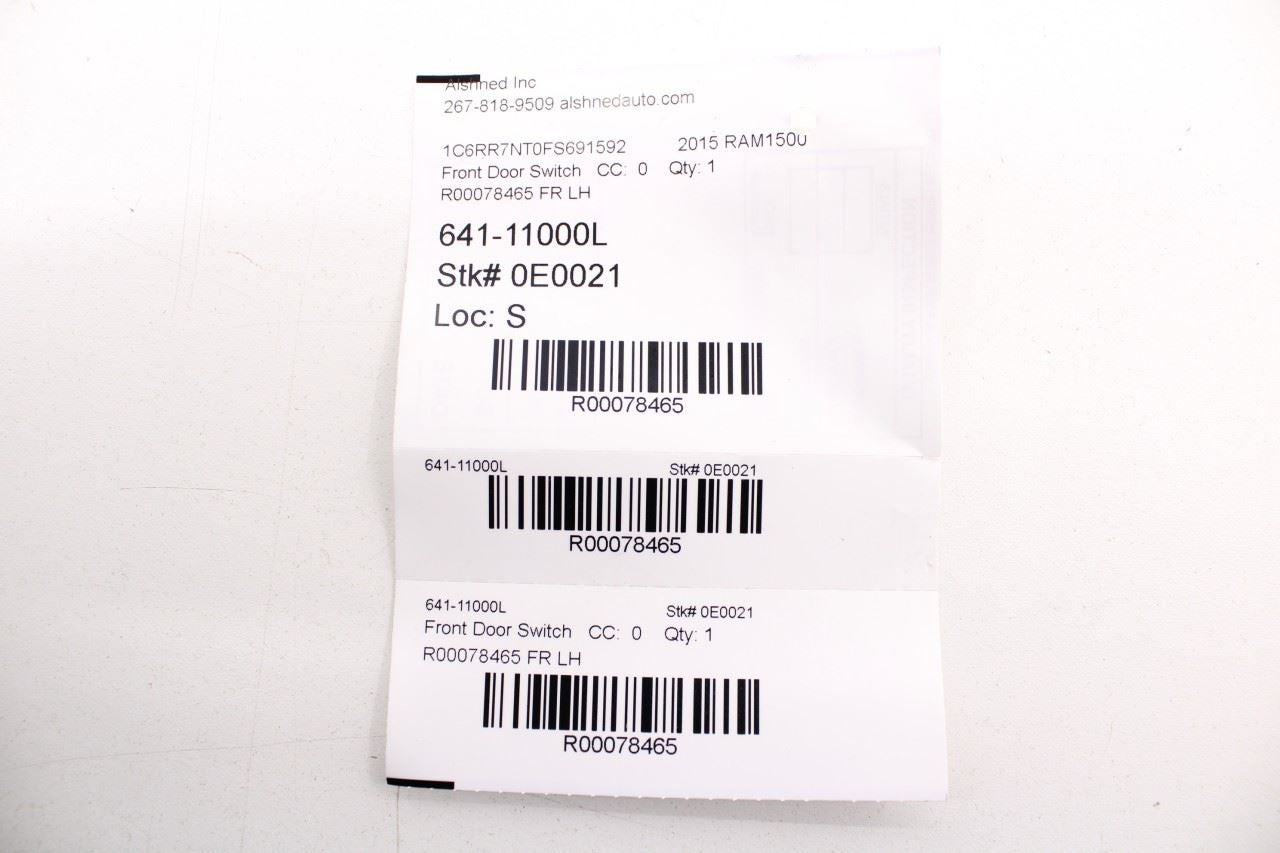 Alshned Inc
267-818-9509 alshnedauto.com
1C6RR7NT0FS691592 2015 RAM1500
Front Door Switch CC: 0 Qty: 1
R00078465 FR LH
641-11000L
Stk# 0E0021
Loc: S
R00078465
641-11000L Stk# 0E0021
R00078465
641-11000L Stk# 0E0021
Front Door Switch CC: 0 Qty: 1
R00078465 FR LH
R00078465